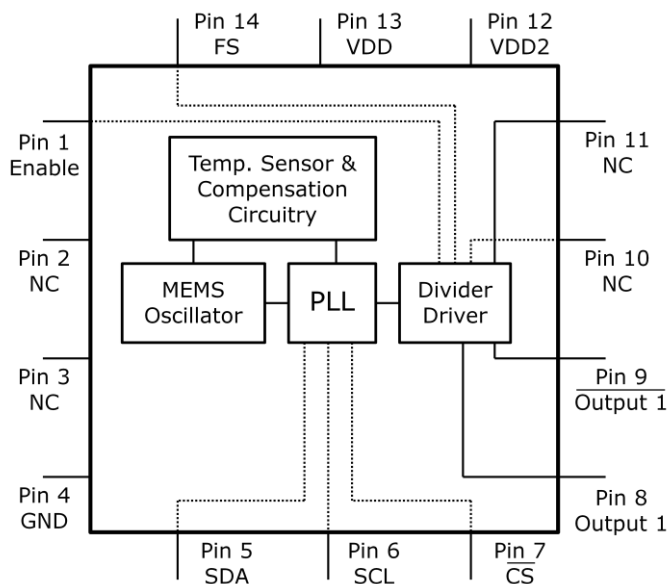 Pin 14
FS
Pin 13
VDD
Pin 12
VDD2
Pin 1
Enable
Pin 11
NC
Temp. Sensor &
Compensation
Circuitry
Pin 2
NC
Pin 10
NC
MEMS
Oscillator
PLL
Divider
Driver
Pin 3
NC
Pin 9
Output 1
Pin 4
GND
Pin 8
Output 1
Pin 5
SDA
Pin 6
SCL
Pin 7
CS